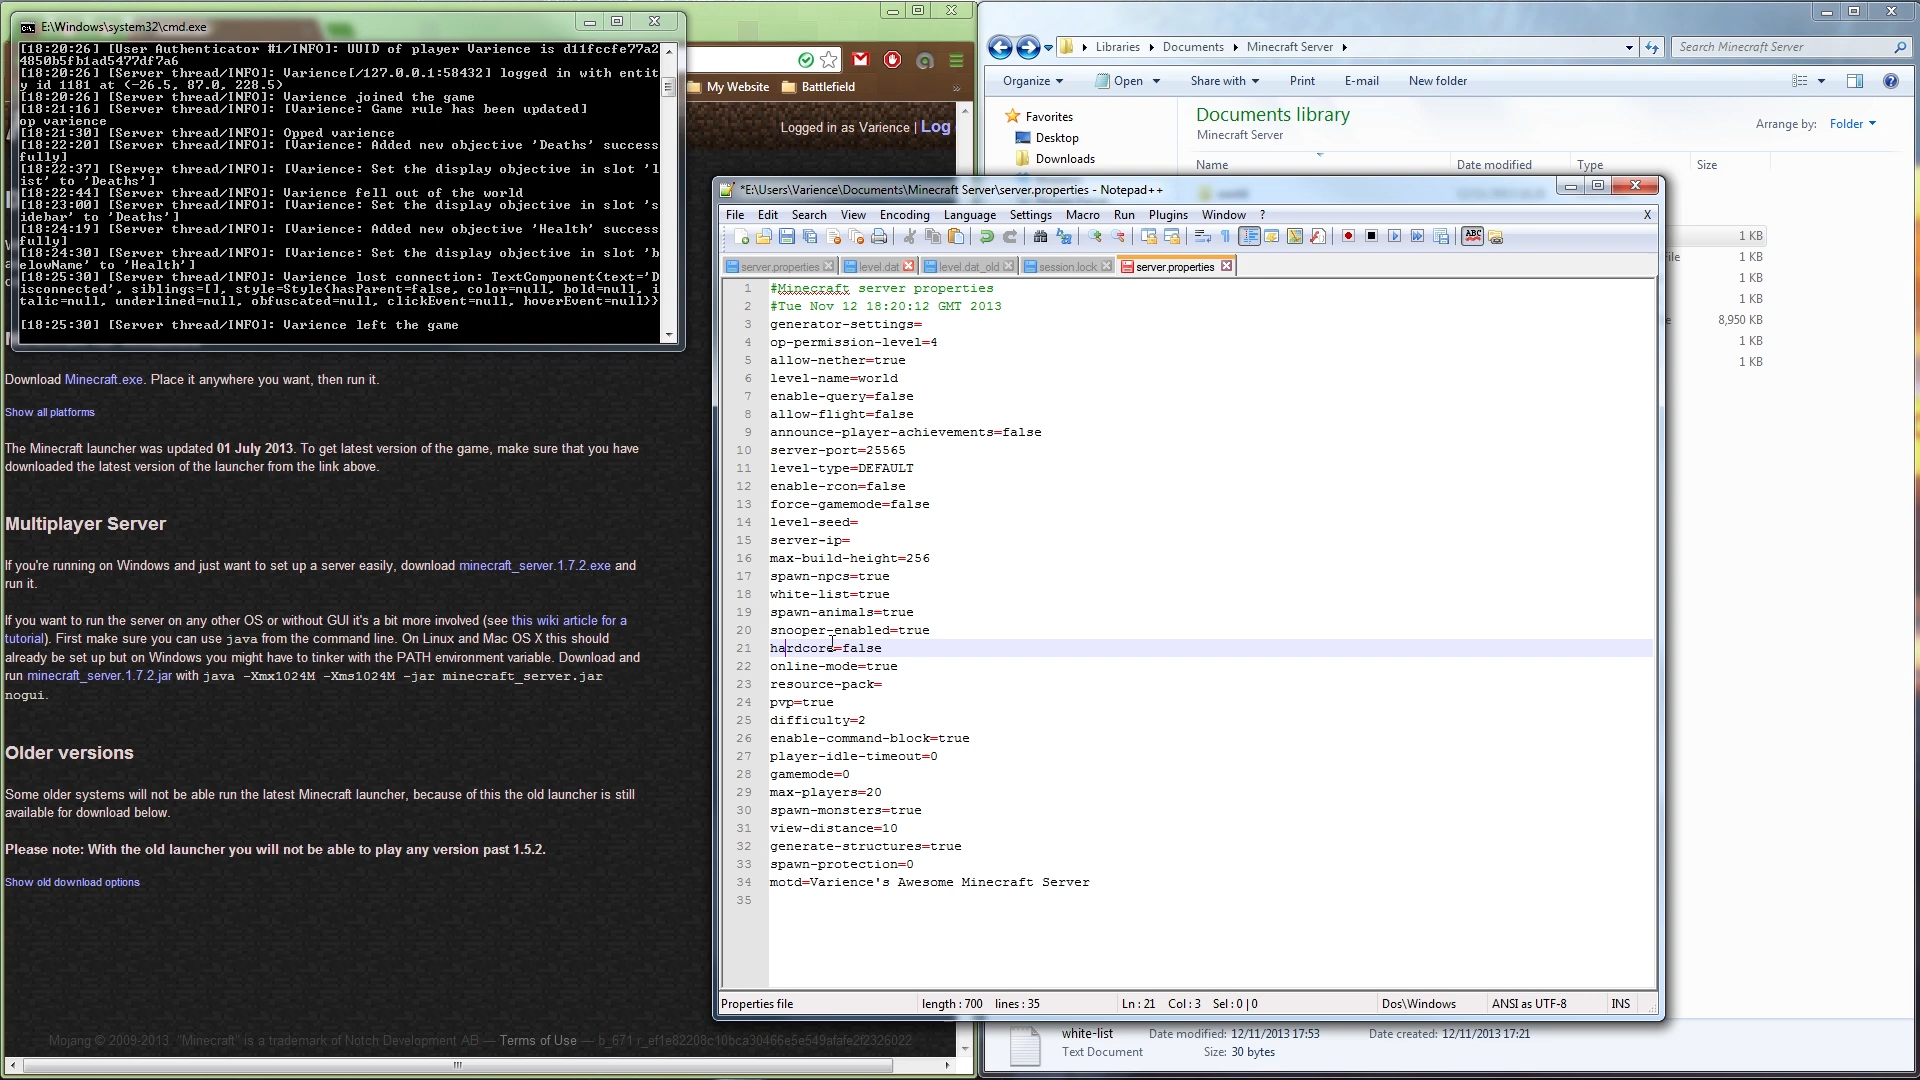 E:\Windows\system32\cmd.exe
[18:20:26] [User Authenticator #1/INFO]: UUID of player Varience is d11fccfe77a2
4850b5fb1ad5477df7a6
[18:20:26] [Server thread/INFO]: Varience[/127.0.0.1:58432] logged in with entit
y id 1181 at (-26.5, 87.0, 228.5)
[18:20:26] [Server thread/INFO]: Varience joined the game
[18:21:16] [Server thread/INFO]: [Varience: Game rule has been updated]
op varience
[18:21:30] [Server thread/INFO]: Opped varience
[18:22:20] [Server thread/INFO]: [Varience: Added new objective 'Deaths' success
fully]
[18:22:37] [Server thread/INFO]: [Varience: Set the display objective in slot 'l
ist' to 'Deaths']
[18:22:44] [Server thread/INFO]: Varience fell out of the world
[18:23:00] [Server thread/INFO]: [Varience: Set the display objective in slot 's
idebar' to 'Deaths']
[18:24:19] [Server thread/INFO]: [Varience: Added new objective 'Health' success
fully]
[18:24:30] [Server thread/INFO]: [Varience: Set the display objective in slot 'b
elowName' to 'Health']
[18:25:30] [Server thread/INFO]: Varience lost connection: TextComponent{text='D
isconnected', siblings=[], style=Style{hasParent=false, color=null, bold=null, i
talic=null, underlined=null, obfuscated=null, clickEvent=null, hoverEvent=null}}
[18:25:30] [Server thread/INFO]: Varience left the game
My Website
Battlefield
»
Logged in as Varience | Log
Download Minecraft.exe. Place it anywhere you want, then run it.
Show all platforms
The Minecraft launcher was updated 01 July 2013. To get latest version of the game, make sure that you have
downloaded the latest version of the launcher from the link above.
Multiplayer Server
If you're running on Windows and just want to set up a server easily, download minecraft_server.1.7.2.exe and
run it.
If you want to run the server on any other OS or without GUI it's a bit more involved (see this wiki article for a
tutorial). First make sure you can use java from the command line. On Linux and Mac OS X this should
already be set up but on Windows you might have to tinker with the PATH environment variable. Download and
run minecraft_server.1.7.2.jar with java -Xmx1024M -Xms1024M -jar minecraft_server.jar
nogui.
Older versions
Some older systems will not be able run the latest Minecraft launcher, because of this the old launcher is still
available for download below.
Please note: With the old launcher you will not be able to play any version past 1.5.2.
Show old download options
Mojang © 2009-2013. "Minecraft" is a trademark of Notch Development AB — Terms of Use —
Libraries
Documents
Minecraft Server
Search Minecraft Server
Organize
Open
Share with
Print
E-mail
New folder
Favorites
Desktop
Downloads
Documents library
Minecraft Server
Arrange by: Folder
Name
Date modified
Type
Size
1 KB
1 KB
1 KB
1 KB
8,950 KB
1 KB
1 KB
*E:\Users\Varience\Documents\Minecraft Server\server.properties - Notepad++
File Edit Search View Encoding Language Settings Macro Run Plugins Window ? X
ABC
server.properties
level.dat
level.dat_old
session.lock
server.properties
1 #Minecraft server properties
2 #Tue Nov 12 18:20:12 GMT 2013
3 generator-settings=
4 op-permission-level=4
5 allow-nether=true
6 level-name=world
7 enable-query=false
8 allow-flight=false
9 announce-player-achievements=false
10 server-port=25565
11 level-type=DEFAULT
12 enable-rcon=false
13 force-gamemode=false
14 level-seed=
15 server-ip=
16 max-build-height=256
17 spawn-npcs=true
18 white-list=true
19 spawn-animals=true
20 snooper-enabled=true
21 hardcore=false
22 online-mode=true
23 resource-pack=
24 pvp=true
25 difficulty=2
26 enable-command-block=true
27 player-idle-timeout=0
28 gamemode=0
29 max-players=20
30 spawn-monsters=true
31 view-distance=10
32 generate-structures=true
33 spawn-protection=0
34 motd=Varience's Awesome Minecraft Server
35
Properties file
length : 700 lines : 35
Ln : 21 Col : 3 Sel : 0 | 0
Dos\Windows
ANSI as UTF-8
INS
white-list
Date modified: 12/11/2013 17:53
Date created: 12/11/2013 17:21
Text Document
Size: 30 bytes